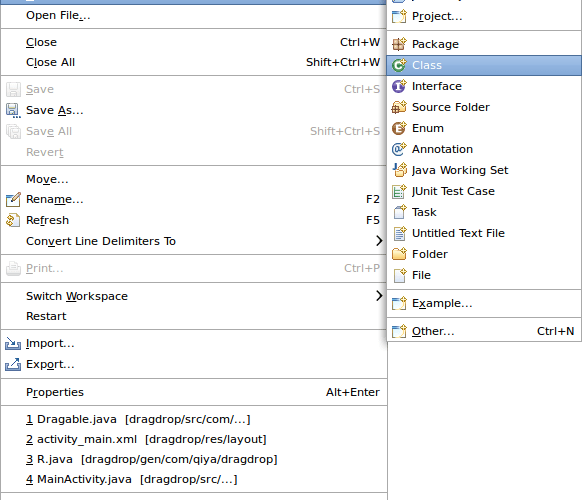 Open File...
Close Ctrl+W
Close All Shift+Ctrl+W
Save Ctrl+S
Save As...
Save All Shift+Ctrl+S
Revert
Move...
Rename... F2
Refresh F5
Convert Line Delimiters To
Print... Ctrl+P
Switch Workspace
Restart
Import...
Export...
Properties Alt+Enter
1 Dragable.java [dragdrop/src/com/...]
2 activity_main.xml [dragdrop/res/layout]
3 R.java [dragdrop/gen/com/qiya/dragdrop]
4 MainActivity.java [dragdrop/src/...]
Project...
Package
Class
Interface
Source Folder
Enum
Annotation
Java Working Set
JUnit Test Case
Task
Untitled Text File
Folder
File
Example...
Other... Ctrl+N